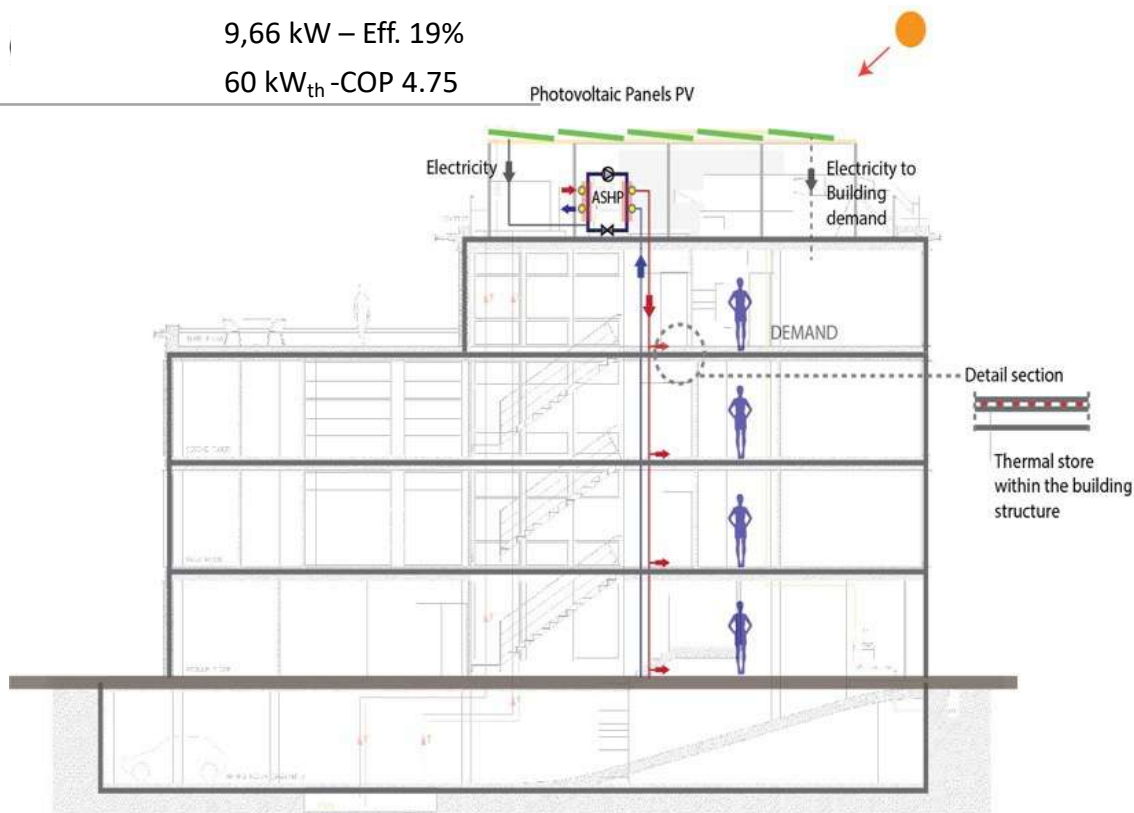 9,66 kW – Eff. 19%
60 kWth -COP 4.75
Photovoltaic Panels PV
Electricity
ASHP
Electricity to
Building
demand
DEMAND
Detail section
Thermal store
within the building
structure